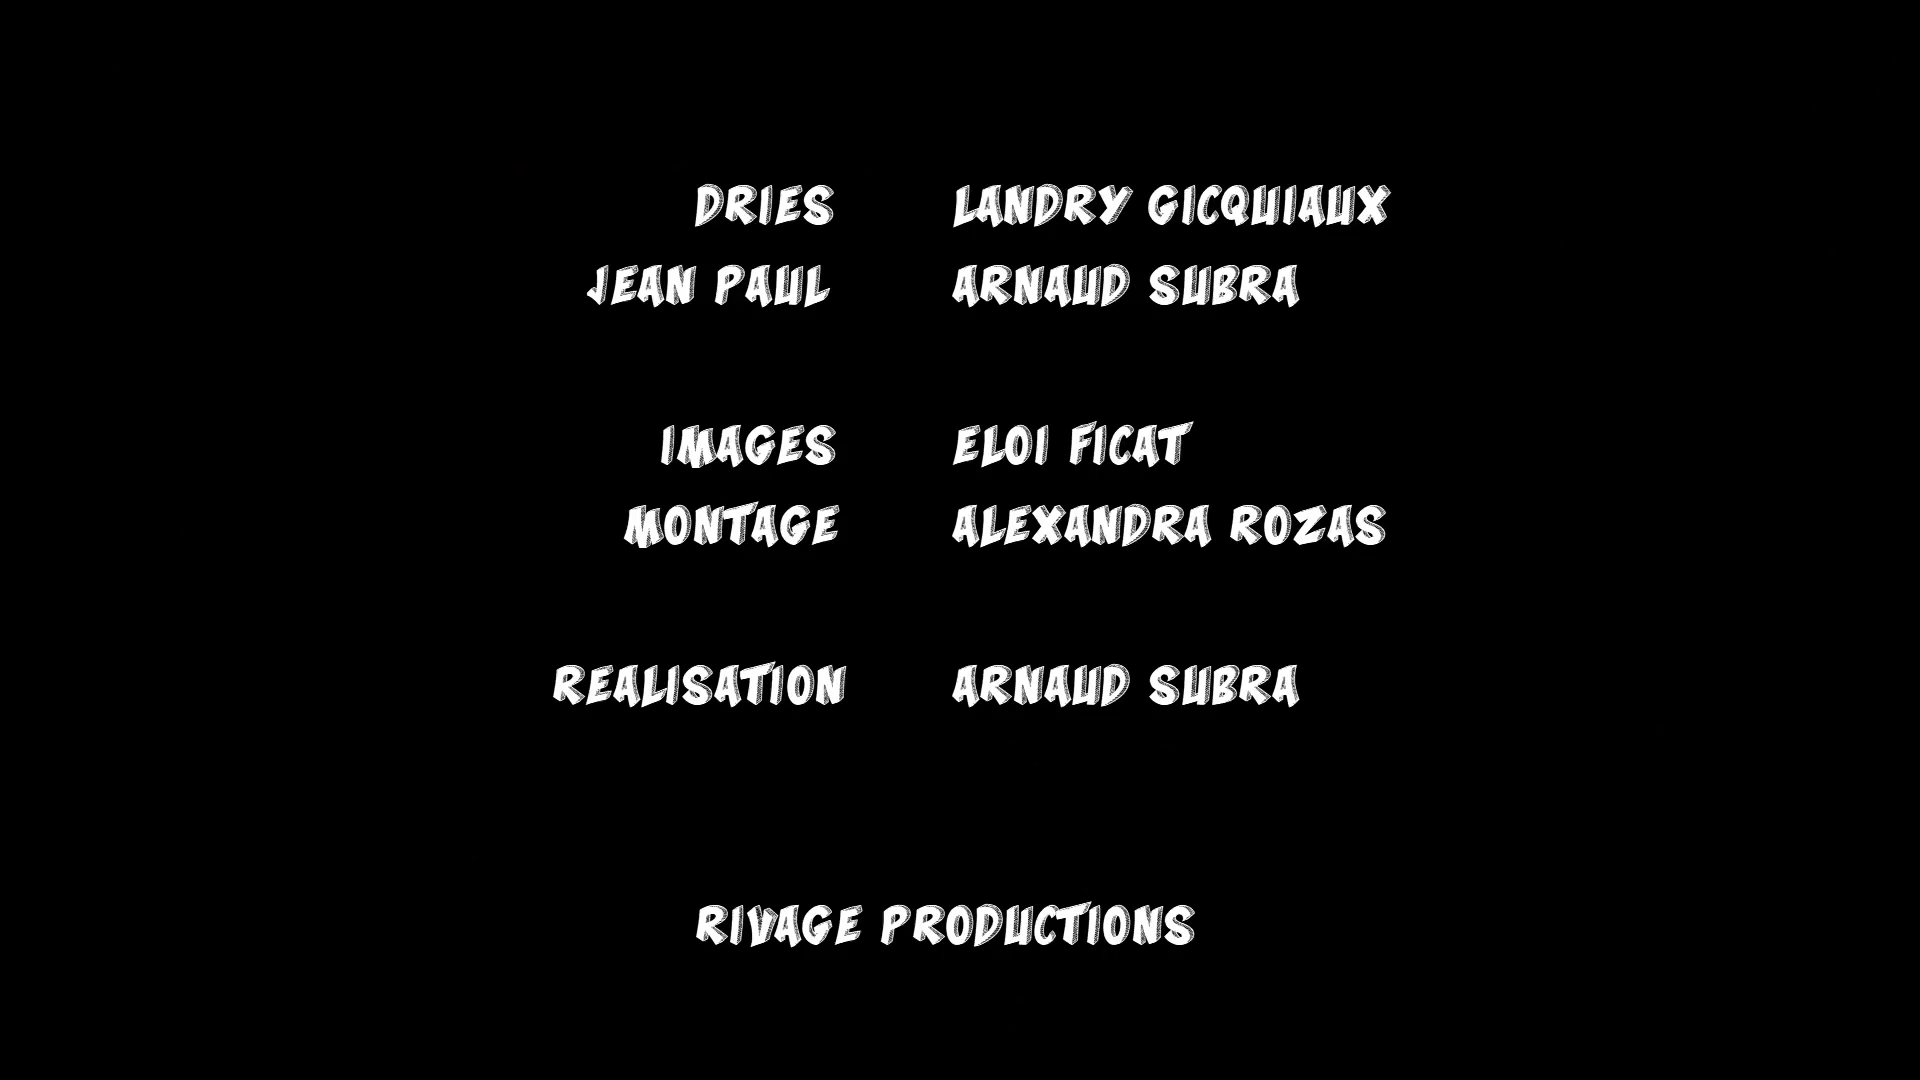 DRIES LANDRY GICQUIAUX
JEAN PAUL ARNAUD SUBRA
IMAGES ELOI FICAT
MONTAGE ALEXANDRA ROZAS
REALISATION ARNAUD SUBRA
RIVAGE PRODUCTIONS